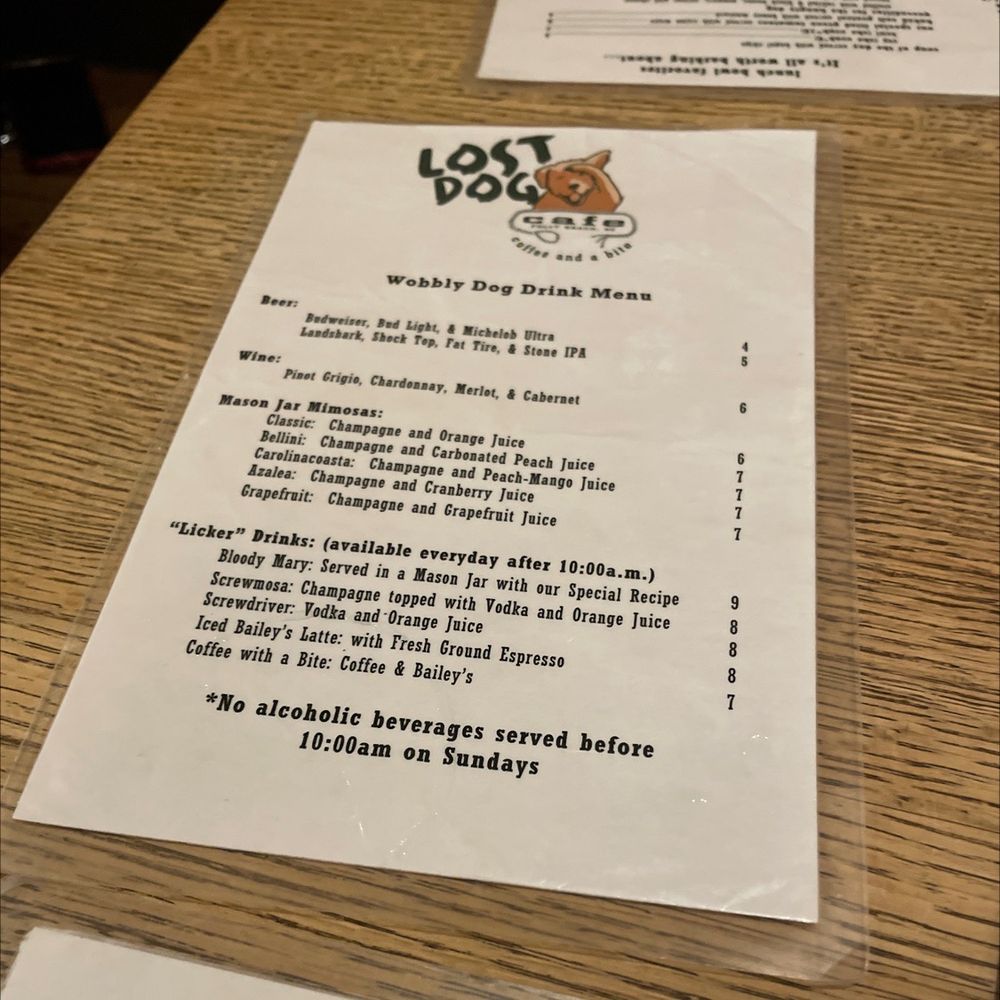 It's all worth barking about...
lunch bowl favorites
LOST
DOG
cafe
FOLLY BEACH, SC
coffee and a bite
Wobbly Dog Drink Menu
Beer:
Budweiser, Bud Light, & Michelob Ultra 4
Landshark, Shock Top, Fat Tire, & Stone IPA 5
Wine:
Pinot Grigio, Chardonnay, Merlot, & Cabernet 6
Mason Jar Mimosas:
Classic: Champagne and Orange Juice 6
Bellini: Champagne and Carbonated Peach Juice 7
Carolinacoasta: Champagne and Peach-Mango Juice 7
Azalea: Champagne and Cranberry Juice 7
Grapefruit: Champagne and Grapefruit Juice 7
“Licker” Drinks: (available everyday after 10:00a.m.)
Bloody Mary: Served in a Mason Jar with our Special Recipe 9
Screwmosa: Champagne topped with Vodka and Orange Juice 8
Screwdriver: Vodka and Orange Juice 8
Iced Bailey's Latte: with Fresh Ground Espresso 8
Coffee with a Bite: Coffee & Bailey's 7
*No alcoholic beverages served before
10:00am on Sundays